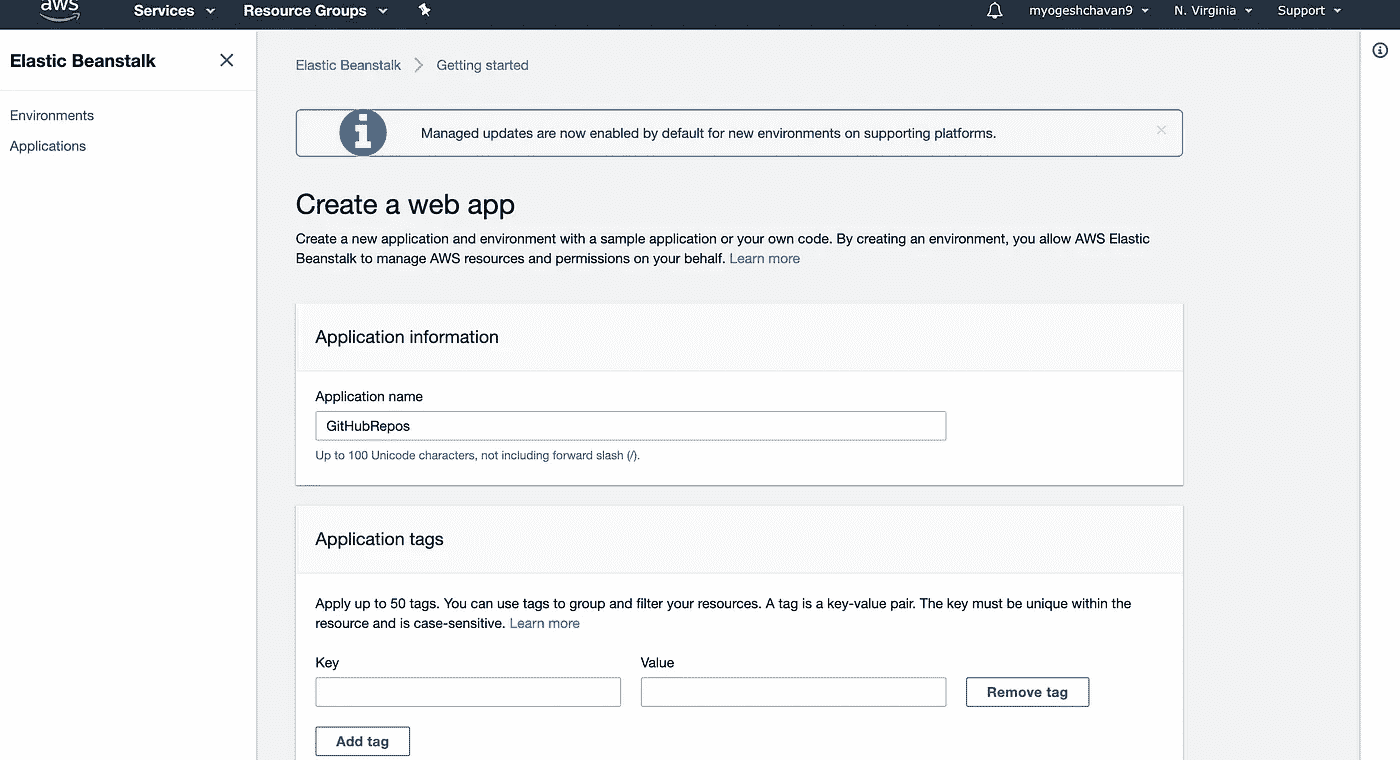 aws
Services
Resource Groups
myogeshchavan9
N. Virginia
Support
Elastic Beanstalk
Environments
Applications
Elastic Beanstalk
Getting started
Managed updates are now enabled by default for new environments on supporting platforms.
Create a web app
Create a new application and environment with a sample application or your own code. By creating an environment, you allow AWS Elastic
Beanstalk to manage AWS resources and permissions on your behalf. Learn more
Application information
Application name
GitHubRepos
Up to 100 Unicode characters, not including forward slash (/).
Application tags
Apply up to 50 tags. You can use tags to group and filter your resources. A tag is a key-value pair. The key must be unique within the
resource and is case-sensitive. Learn more
Key
Value
Remove tag
Add tag